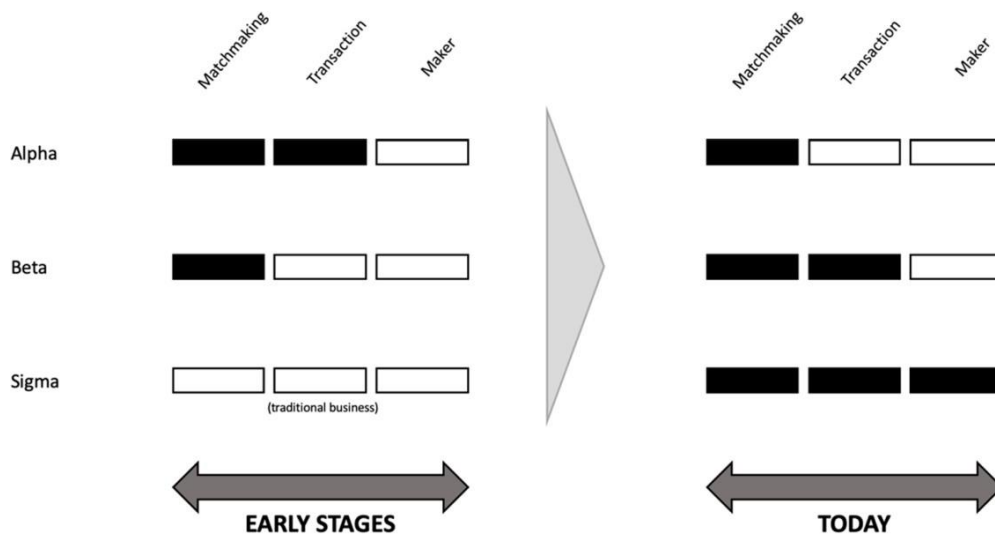 Matchmaking Transaction Maker Matchmaking Transaction Maker
Alpha
Beta
Sigma
(traditional business)
EARLY STAGES TODAY